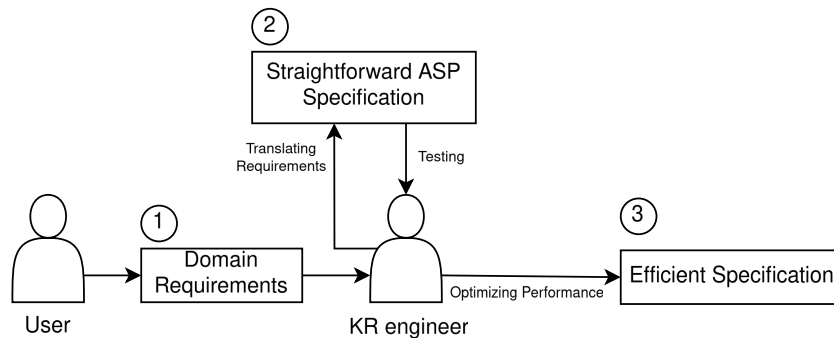 2
Straightforward ASP
Specification
Translating
Requirements
Testing
1
3
Domain
Requirements
Efficient Specification
Optimizing Performance
User
KR engineer